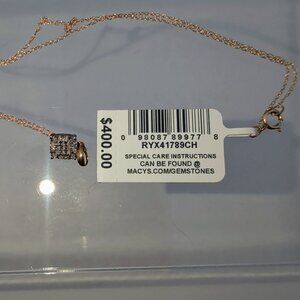 $400.00
0 98087 89977 8
RYX41789CH
SPECIAL CARE INSTRUCTIONS
CAN BE FOUND @
MACYS.COM/GEMSTONES